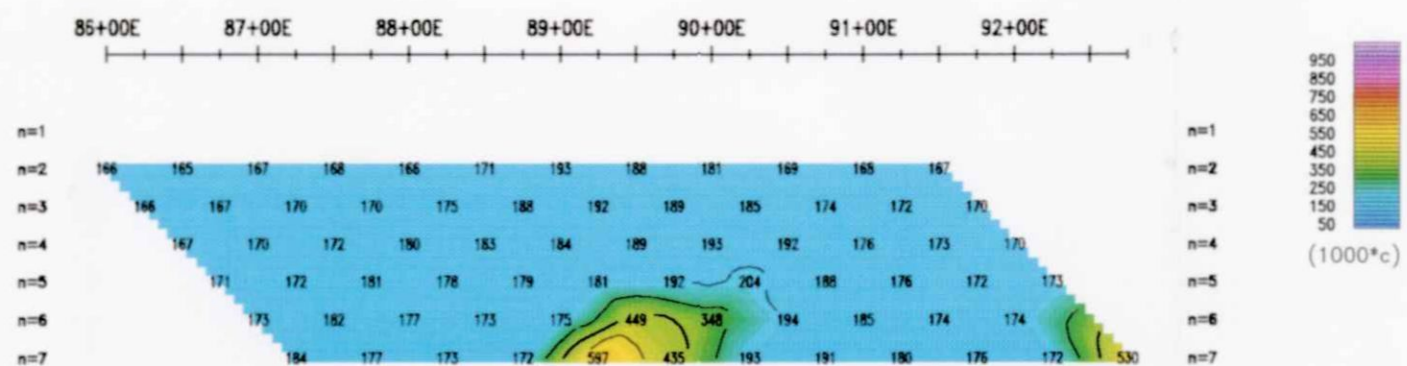 86+00E 87+00E 88+00E 89+00E 90+00E 91+00E 92+00E
950
850
750
650
550
450
350
250
150
50
(1000*c)
n=1 n=1
n=2 166 165 167 168 166 171 193 188 181 169 165 167 n=2
n=3 166 167 170 170 175 188 192 189 185 174 172 170 n=3
n=4 167 170 172 180 183 184 189 193 192 176 173 170 n=4
n=5 171 172 181 178 179 181 192 204 188 176 172 173 n=5
n=6 173 182 177 173 175 449 348 194 185 174 174 n=6
n=7 184 177 173 172 597 435 193 191 180 176 172 530 n=7